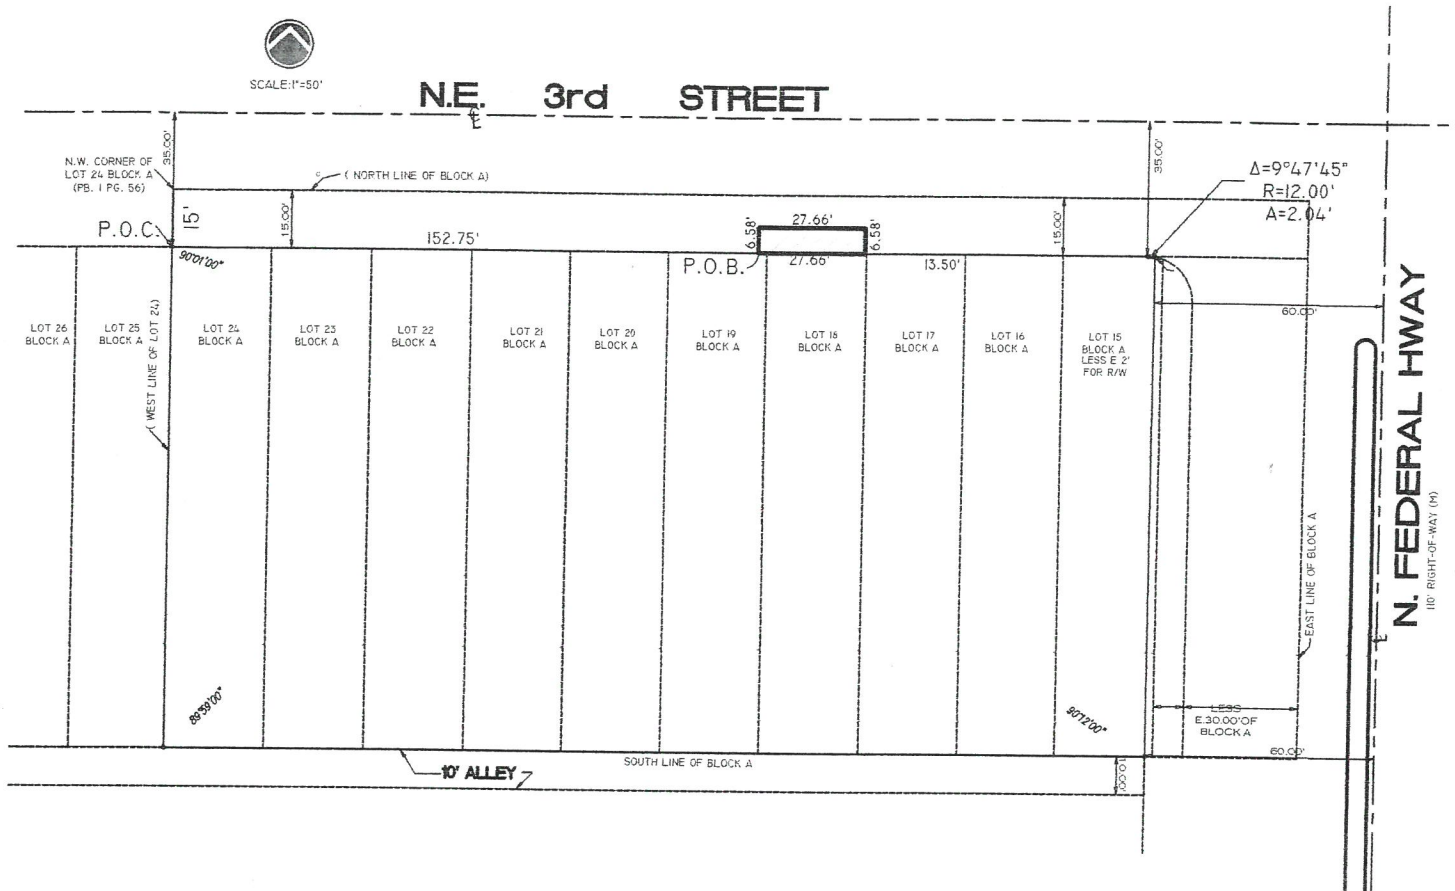 SCALE:1"=50'
N.E. 3rd STREET
℄
35.00'
35.00'
N.W. CORNER OF
LOT 24 BLOCK A
(PB. 1 PG. 56)
( NORTH LINE OF BLOCK A)
Δ=9°47'45"
R=12.00'
A=2.04'
P.O.C.
15'
15.00'
152.75'
6.58'
27.66'
6.58'
15.00'
P.O.B.
27.66'
13.50'
90°01'00"
60.00'
LOT 26
BLOCK A
LOT 25
BLOCK A
( WEST LINE OF LOT 24)
LOT 24
BLOCK A
LOT 23
BLOCK A
LOT 22
BLOCK A
LOT 21
BLOCK A
LOT 20
BLOCK A
LOT 19
BLOCK A
LOT 18
BLOCK A
LOT 17
BLOCK A
LOT 16
BLOCK A
LOT 15
BLOCK A
LESS E 2'
FOR R/W
N. FEDERAL HWAY
110' RIGHT-OF-WAY (M)
EAST LINE OF BLOCK A
89°59'00"
90°12'00"
LESS
E.30.00'OF
BLOCK A
60.00'
SOUTH LINE OF BLOCK A
10' ALLEY
10.00'